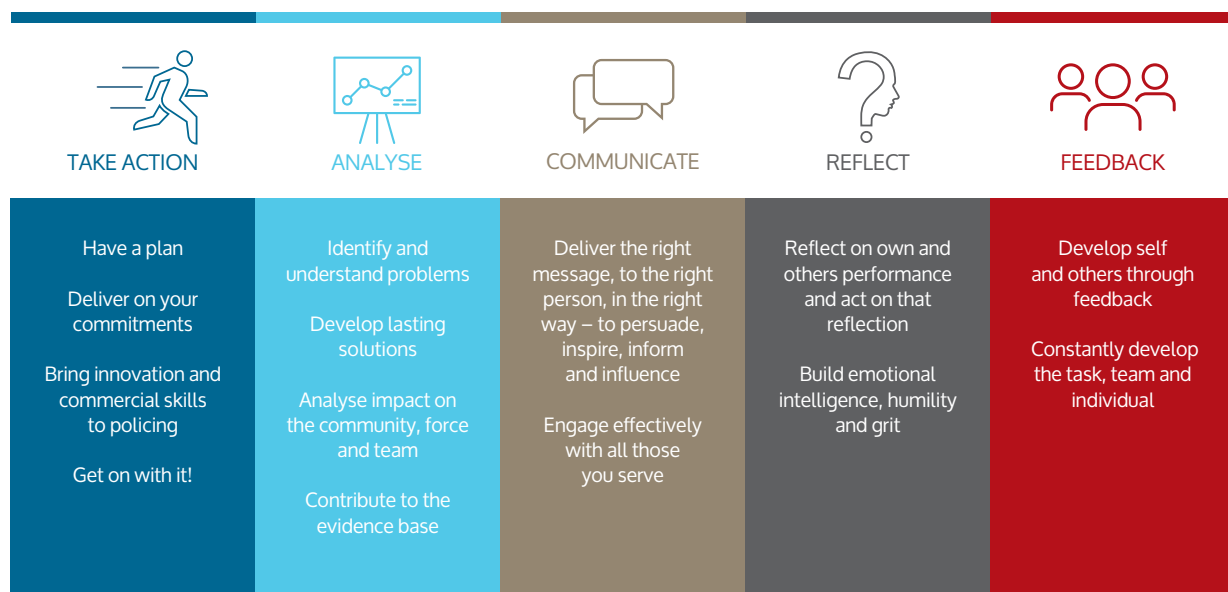 TAKE ACTION
Have a plan
Deliver on your
commitments
Bring innovation and
commercial skills
to policing
Get on with it!
ANALYSE
Identify and
understand problems
Develop lasting
solutions
Analyse impact on
the community, force
and team
Contribute to the
evidence base
COMMUNICATE
Deliver the right
message, to the right
person, in the right
way – to persuade,
inspire, inform
and influence
Engage effectively
with all those
you serve
REFLECT
Reflect on own and
others performance
and act on that
reflection
Build emotional
intelligence, humility
and grit
FEEDBACK
Develop self
and others through
feedback
Constantly develop
the task, team and
individual